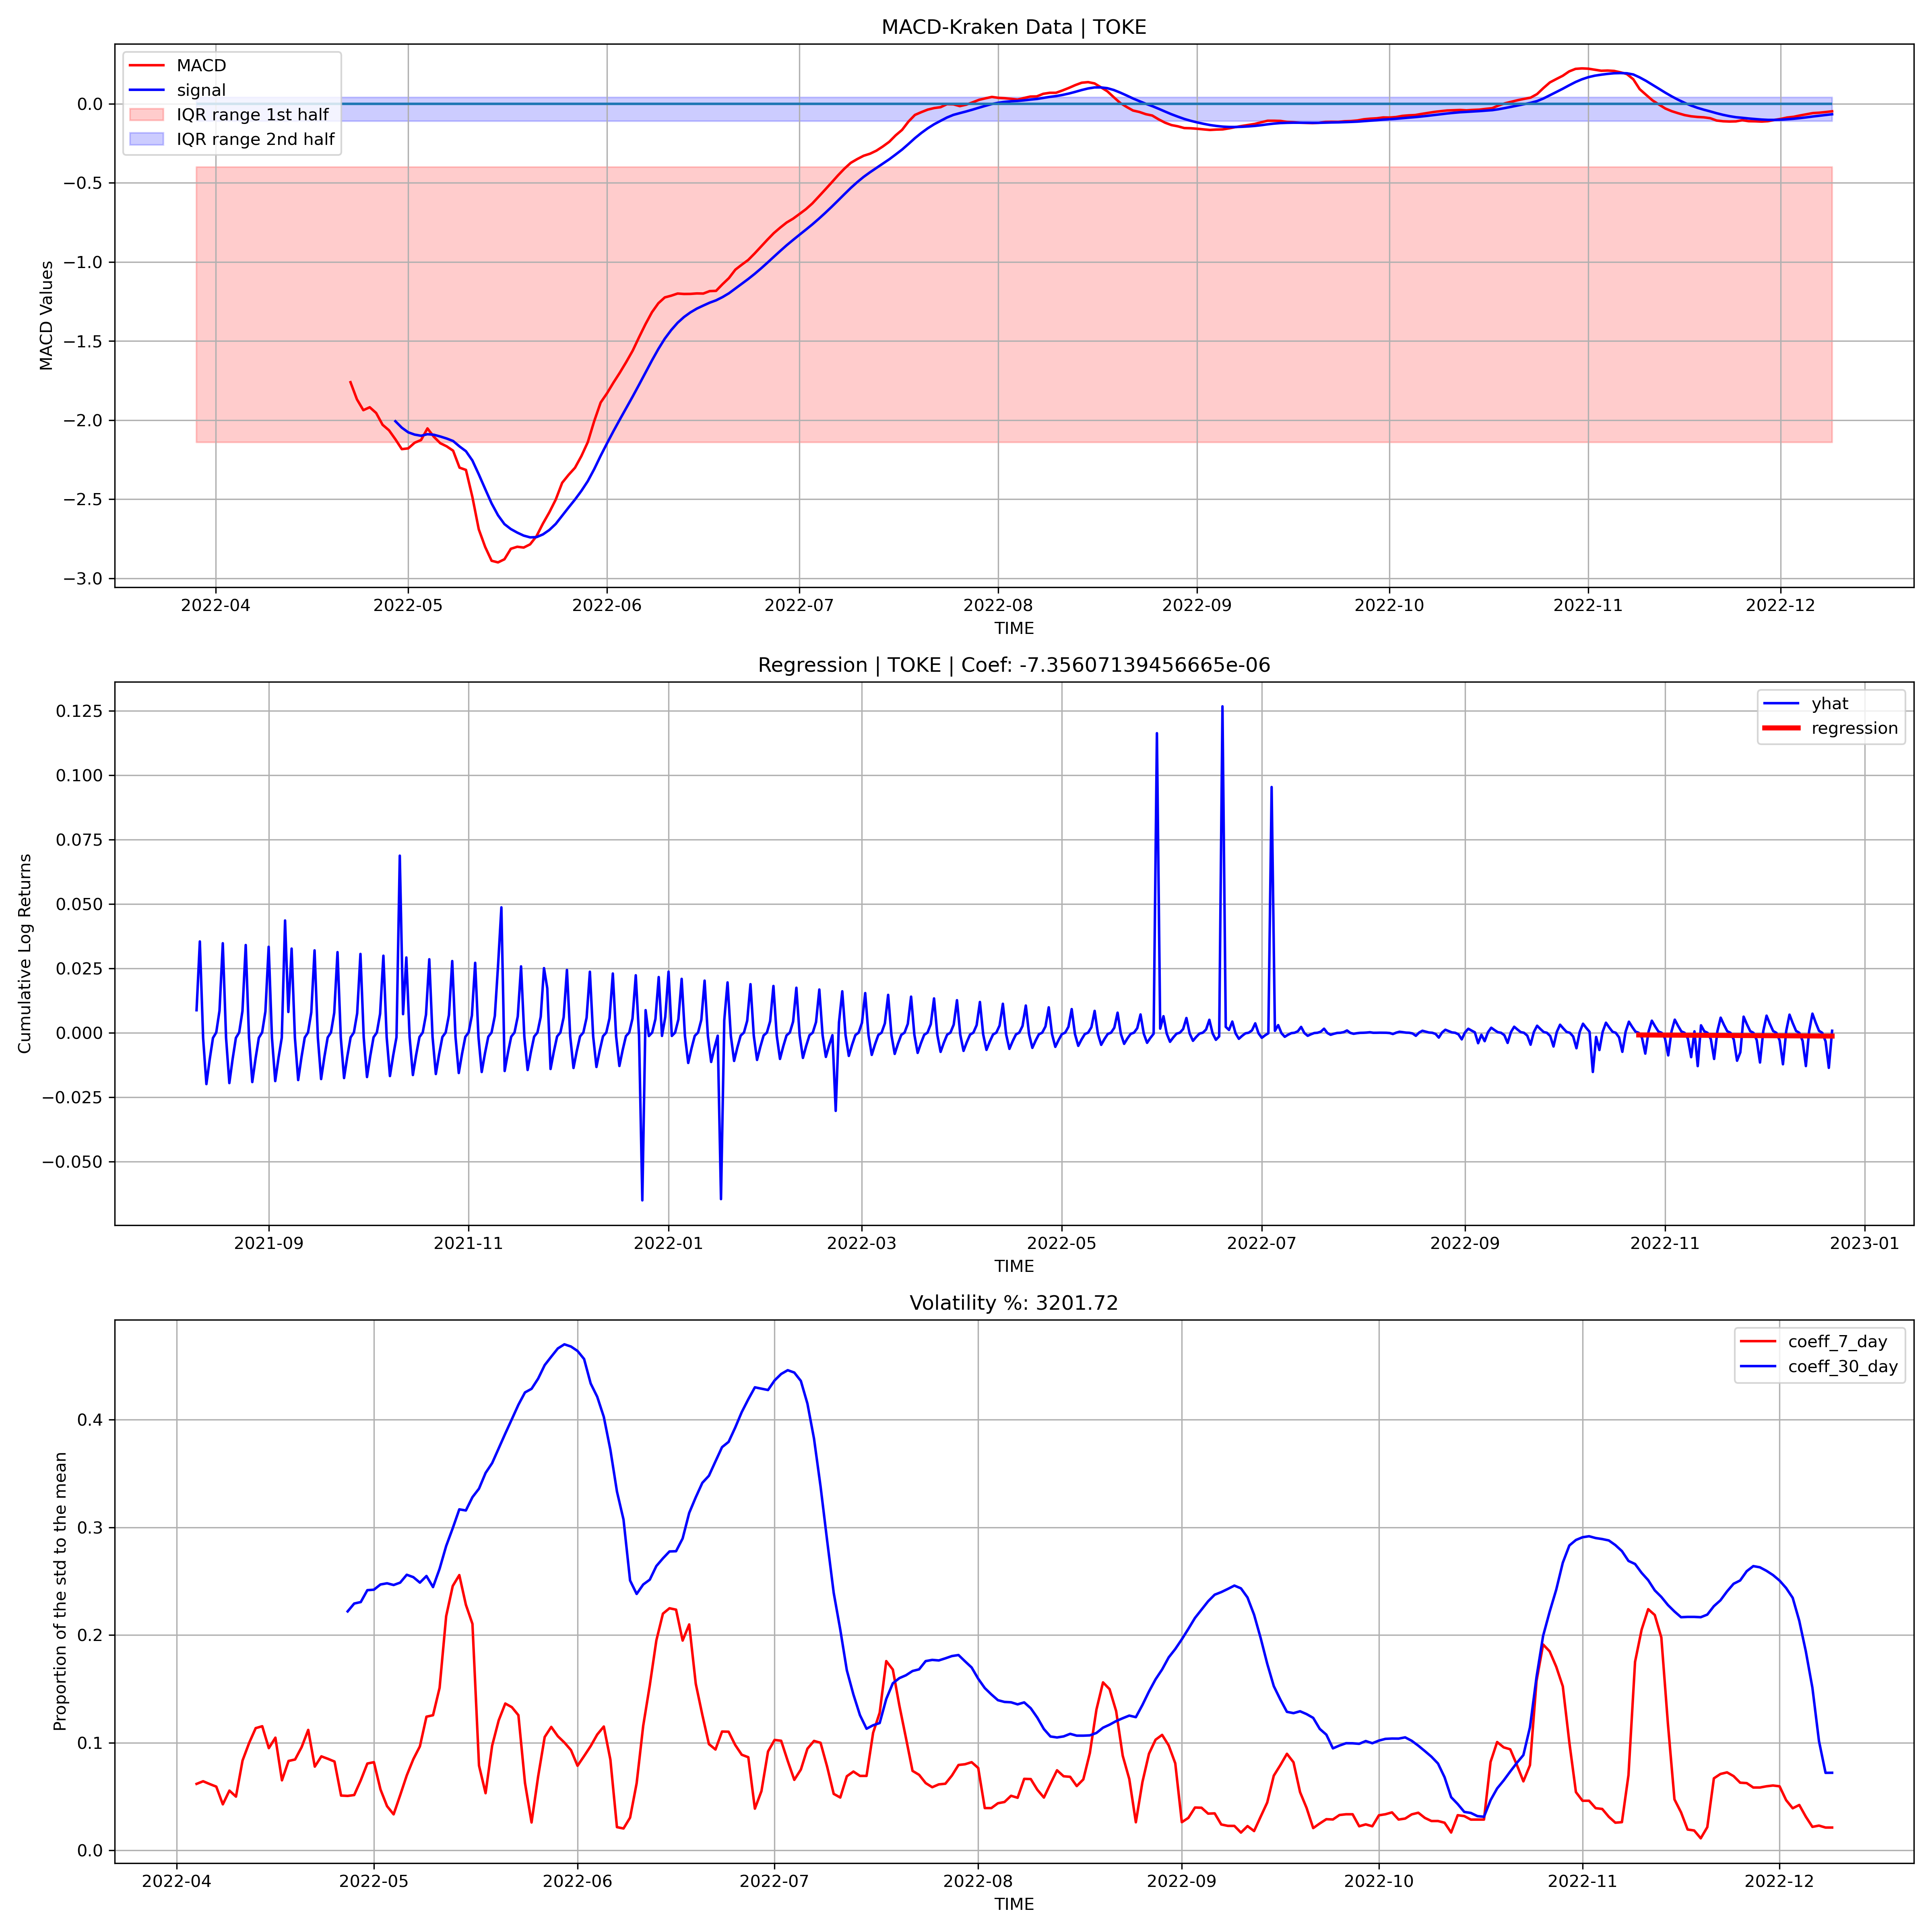 MACD-Kraken Data | TOKE
MACD
signal
IQR range 1st half
IQR range 2nd half
MACD Values
0.0
−0.5
−1.0
−1.5
−2.0
−2.5
−3.0
2022-04 2022-05 2022-06 2022-07 2022-08 2022-09 2022-10 2022-11 2022-12
TIME
Regression | TOKE | Coef: -7.35607139456665e-06
yhat
regression
Cumulative Log Returns
0.125
0.100
0.075
0.050
0.025
0.000
−0.025
−0.050
2021-09 2021-11 2022-01 2022-03 2022-05 2022-07 2022-09 2022-11 2023-01
TIME
Volatility %: 3201.72
coeff_7_day
coeff_30_day
Proportion of the std to the mean
0.4
0.3
0.2
0.1
0.0
2022-04 2022-05 2022-06 2022-07 2022-08 2022-09 2022-10 2022-11 2022-12
TIME